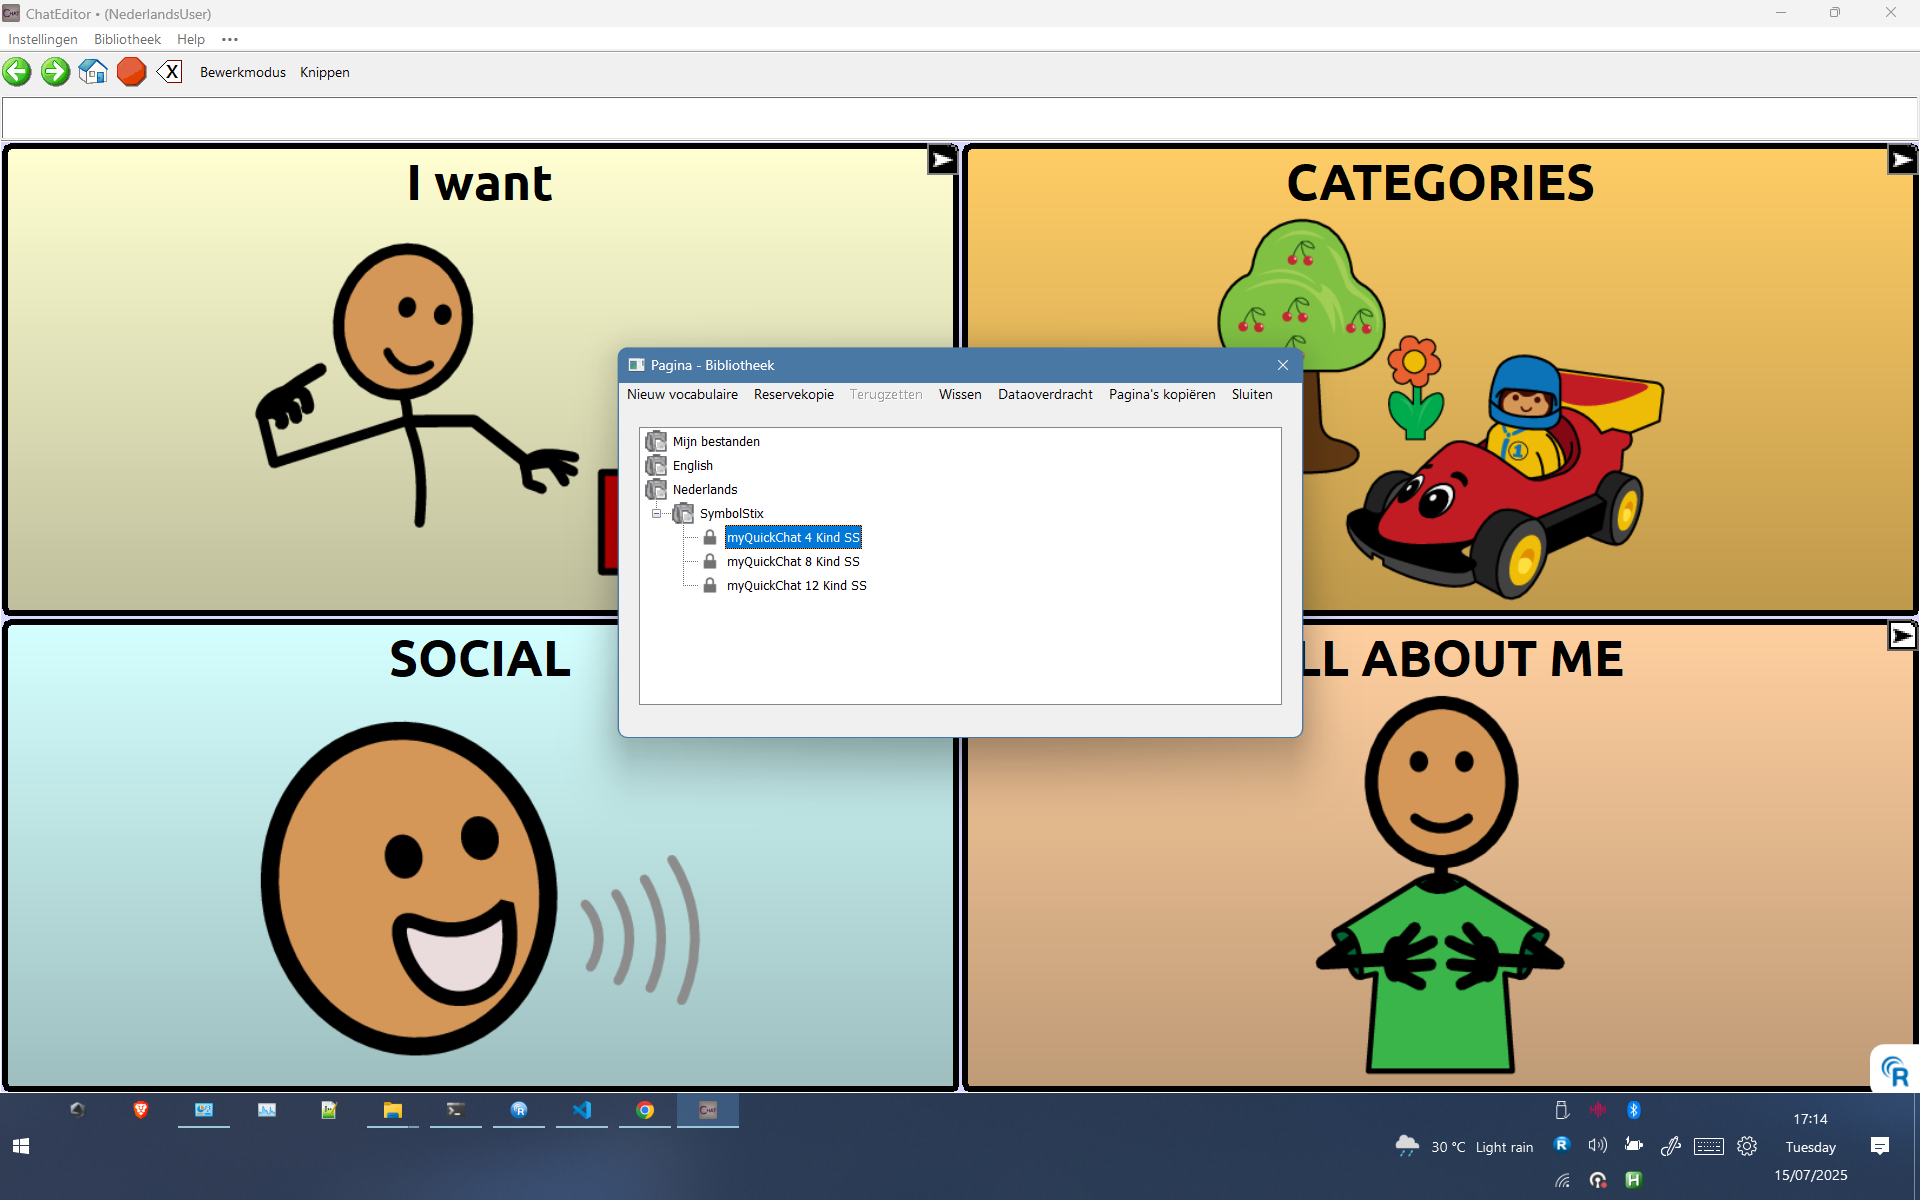 ChatEditor • (NederlandsUser)
Instellingen Bibliotheek Help •••
X Bewerkmodus Knippen
I want
CATEGORIES
1
Pagina - Bibliotheek
Nieuw vocabulaire Reservekopie Terugzetten Wissen Dataoverdracht Pagina's kopiëren Sluiten
Mijn bestanden
English
Nederlands
SymbolStix
myQuickChat 4 Kind SS
myQuickChat 8 Kind SS
myQuickChat 12 Kind SS
SOCIAL
LL ABOUT ME
R
CHAT
17:14
30 °C Light rain
R
Tuesday
15/07/2025
H